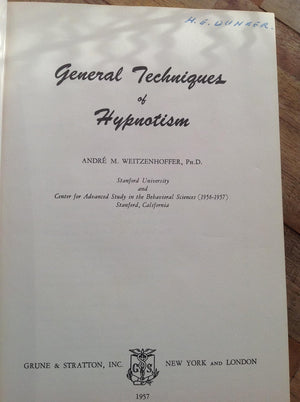 H. E. DUNGER.
General Techniques
of
Hypnotism
ANDRÉ M. WEITZENHOFFER, PH.D.
Stanford University
and
Center for Advanced Study in the Behavioral Sciences (1956-1957)
Stanford, California
G S
GRUNE & STRATTON, INC. NEW YORK AND LONDON
1957